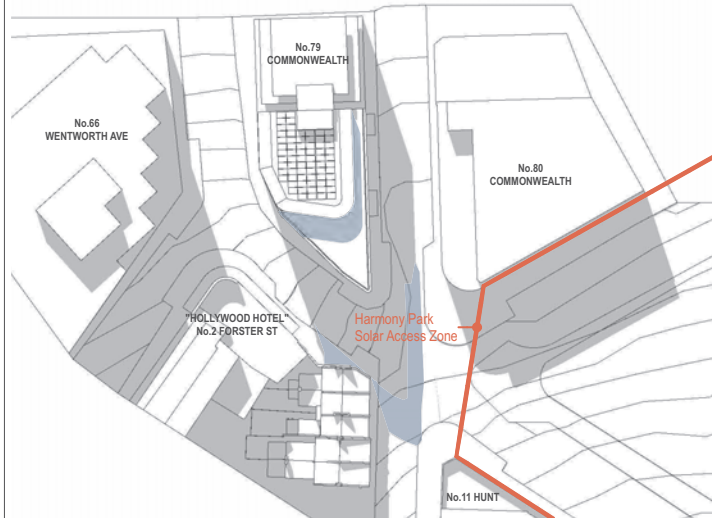 No.79
COMMONWEALTH
No.66
WENTWORTH AVE
No.80
COMMONWEALTH
"HOLLYWOOD HOTEL"
No.2 FORSTER ST
Harmony Park
Solar Access Zone
No.11 HUNT